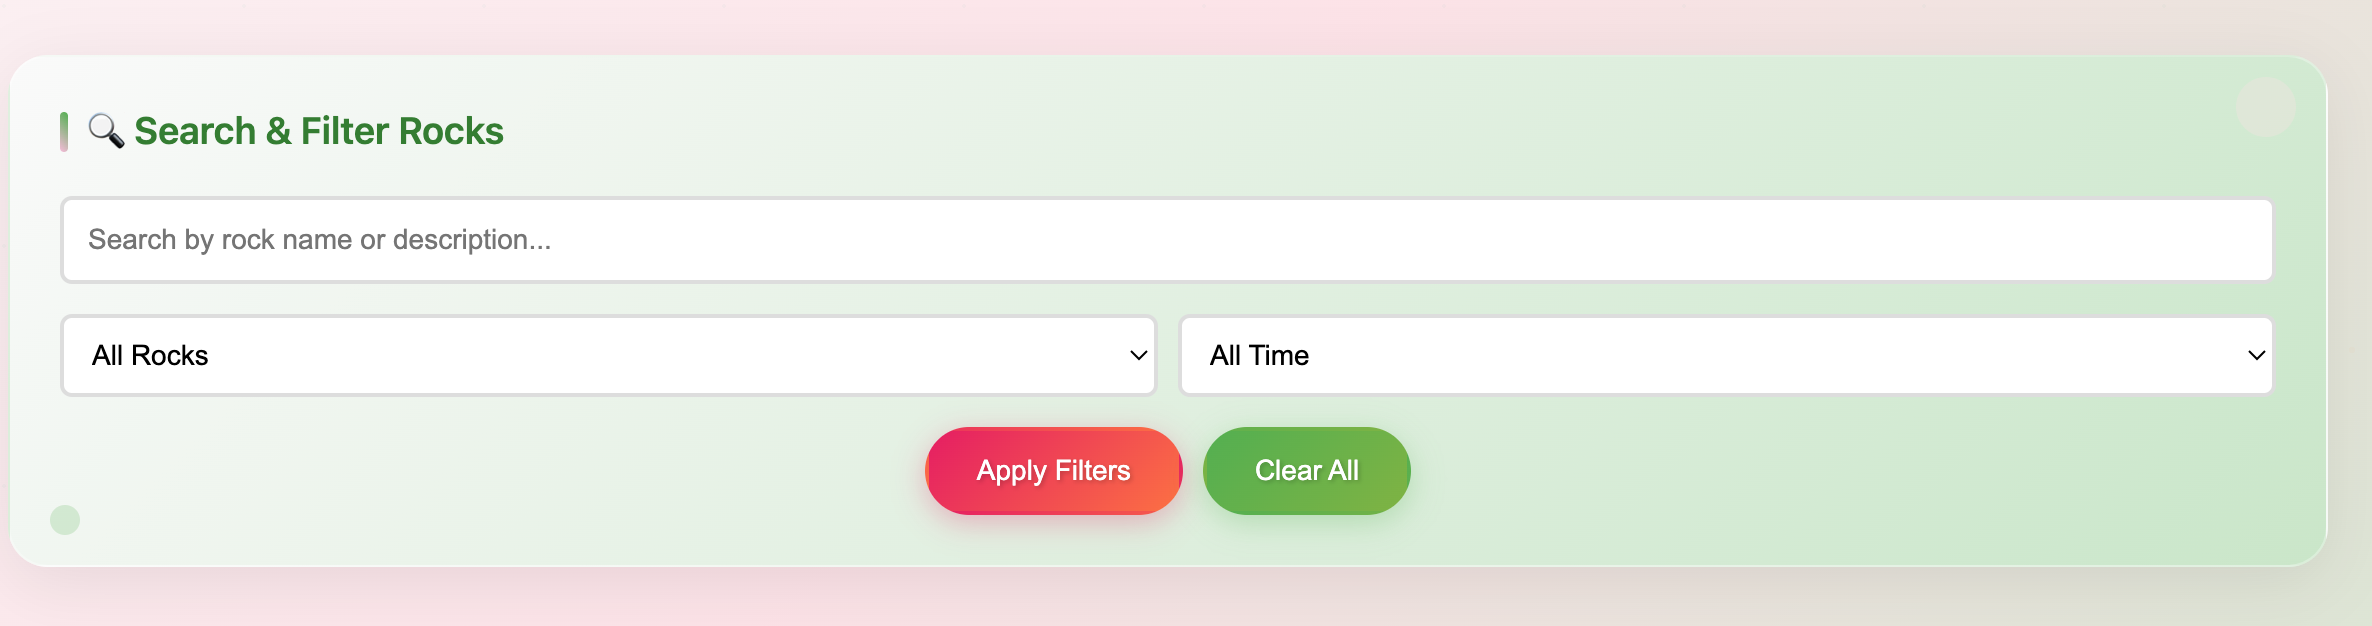 🔍 Search & Filter Rocks
Search by rock name or description...
All Rocks
All Time
Apply Filters
Clear All